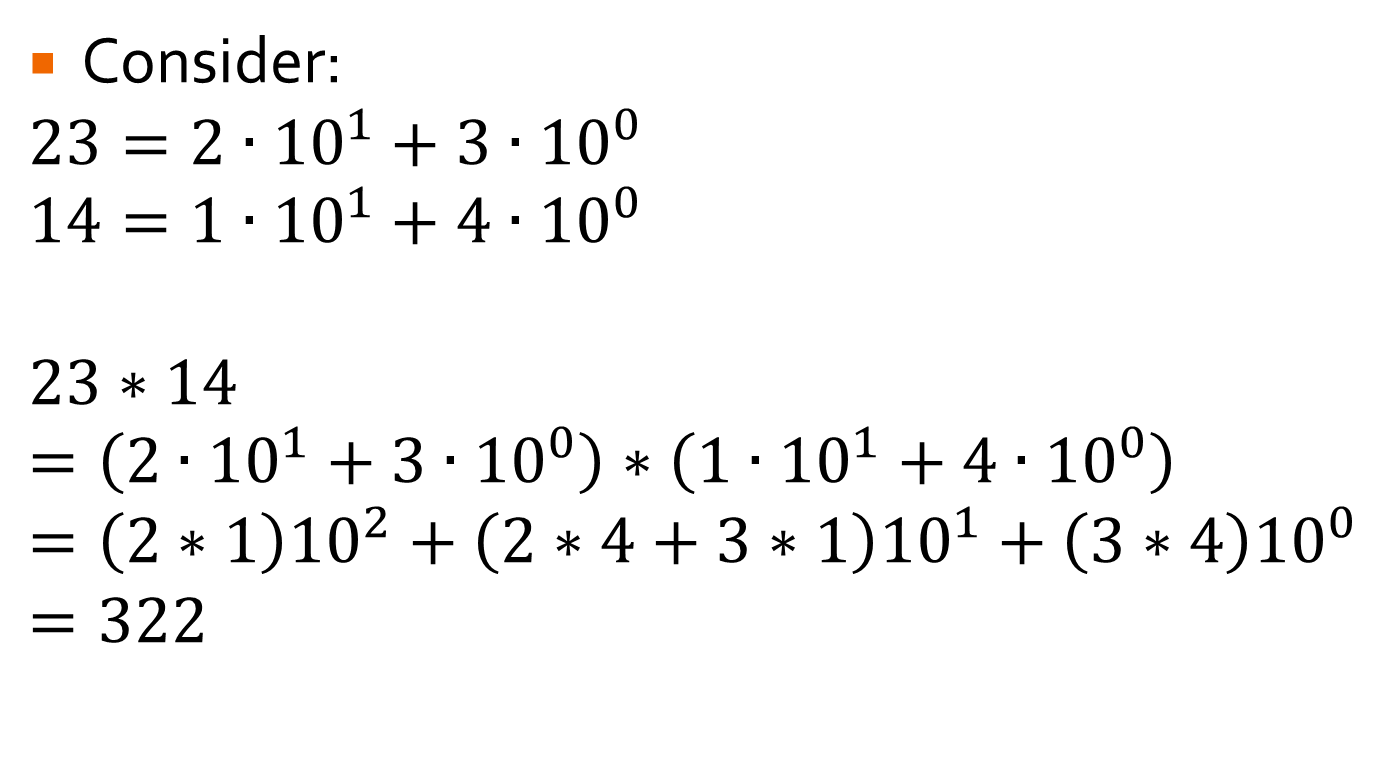 ▪ Consider:
23 = 2 · 10¹ + 3 · 10⁰
14 = 1 · 10¹ + 4 · 10⁰
23 ∗ 14
= (2 · 10¹ + 3 · 10⁰) ∗ (1 · 10¹ + 4 · 10⁰)
= (2 ∗ 1)10² + (2 ∗ 4 + 3 ∗ 1)10¹ + (3 ∗ 4)10⁰
= 322